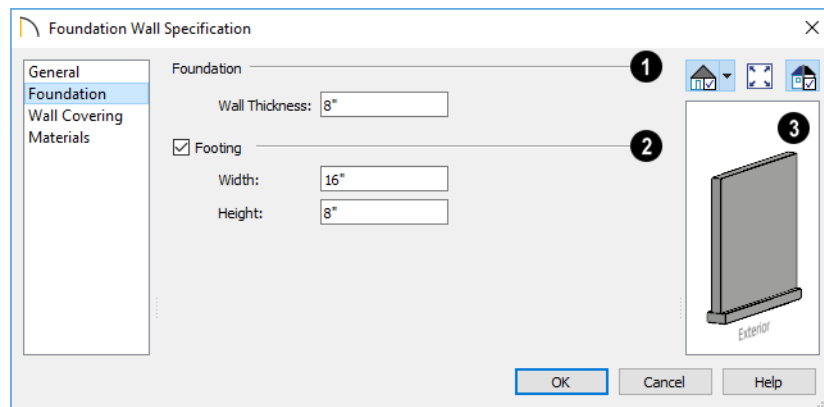 Foundation Wall Specification
General
Foundation
Wall Covering
Materials
Foundation
1
Wall Thickness: 8"
Footing
2
Width: 16"
Height: 8"
3
Exterior
OK
Cancel
Help